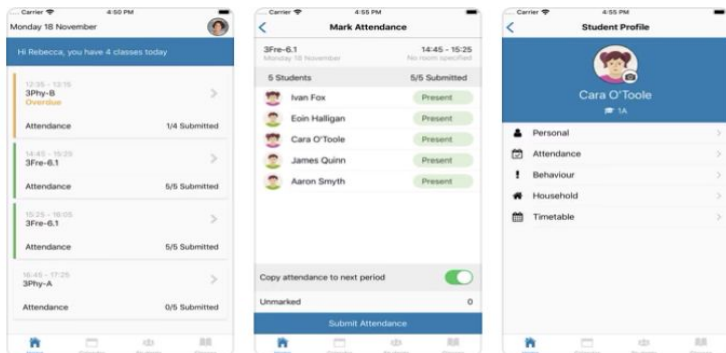 Carrier 4:50 PM
Monday 18 November
Hi Rebecca, you have 4 classes today
12:35 - 13:15
3Phy-B
Overdue
Attendance 1/4 Submitted
14:45 - 15:25
3Fre-6.1
Attendance 5/5 Submitted
15:25 - 16:05
3Fre-6.1
Attendance 5/5 Submitted
16:45 - 17:25
3Phy-A
Attendance 0/5 Submitted
Carrier 4:55 PM
Mark Attendance
3Fre-6.1 14:45 - 15:25
Monday 18 November No room specified
5 Students 5/5 Submitted
Ivan Fox Present
Eoin Halligan Present
Cara O'Toole Present
James Quinn Present
Aaron Smyth Present
Copy attendance to next period
Unmarked 0
Submit Attendance
Carrier 4:55 PM
Student Profile
Cara O'Toole
1A
Personal
Attendance
Behaviour
Household
Timetable